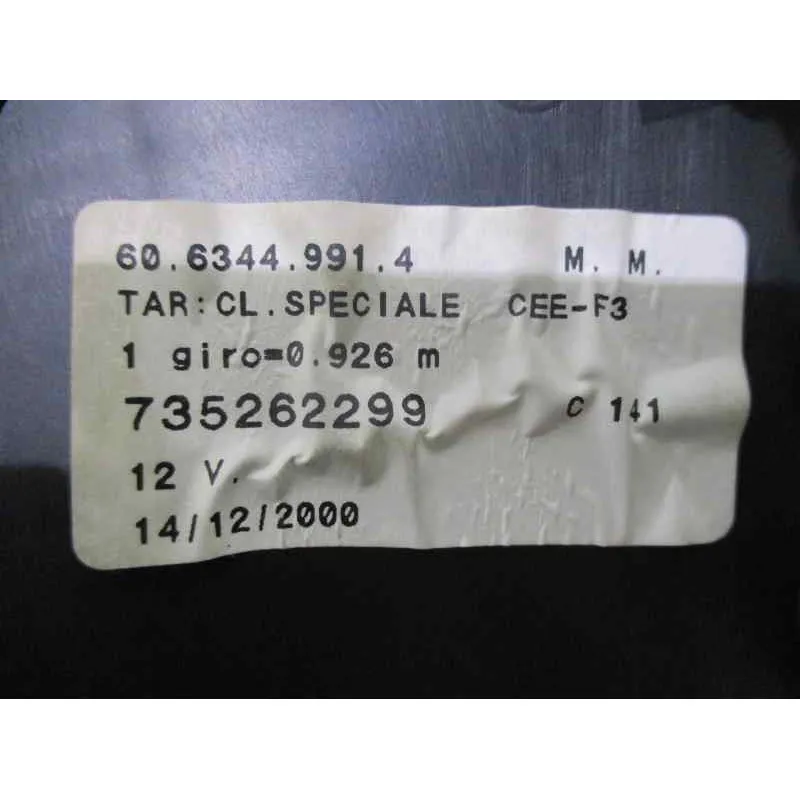 60.6344.991.4 M. M.
TAR:CL.SPECIALE CEE-F3
1 giro=0.926 m
735262299 C 141
12 V.
14/12/2000